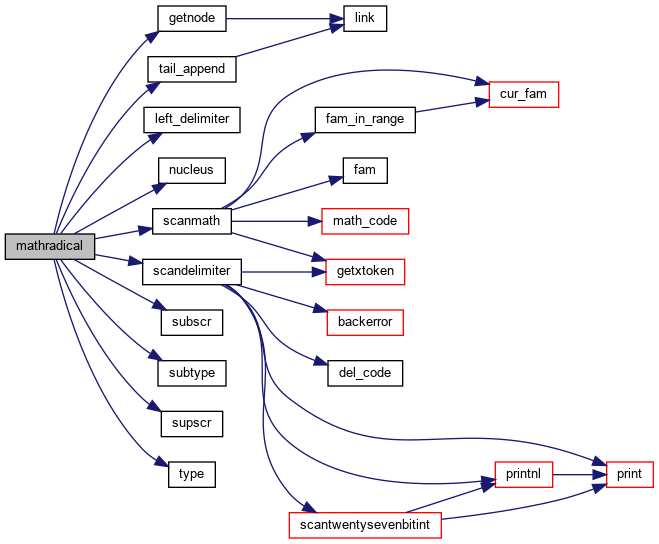 getnode
link
tail_append
cur_fam
left_delimiter
fam_in_range
nucleus
fam
scanmath
math_code
mathradical
scandelimiter
getxtoken
subscr
backerror
subtype
del_code
supscr
type
printnl
print
scantwentysevenbitint